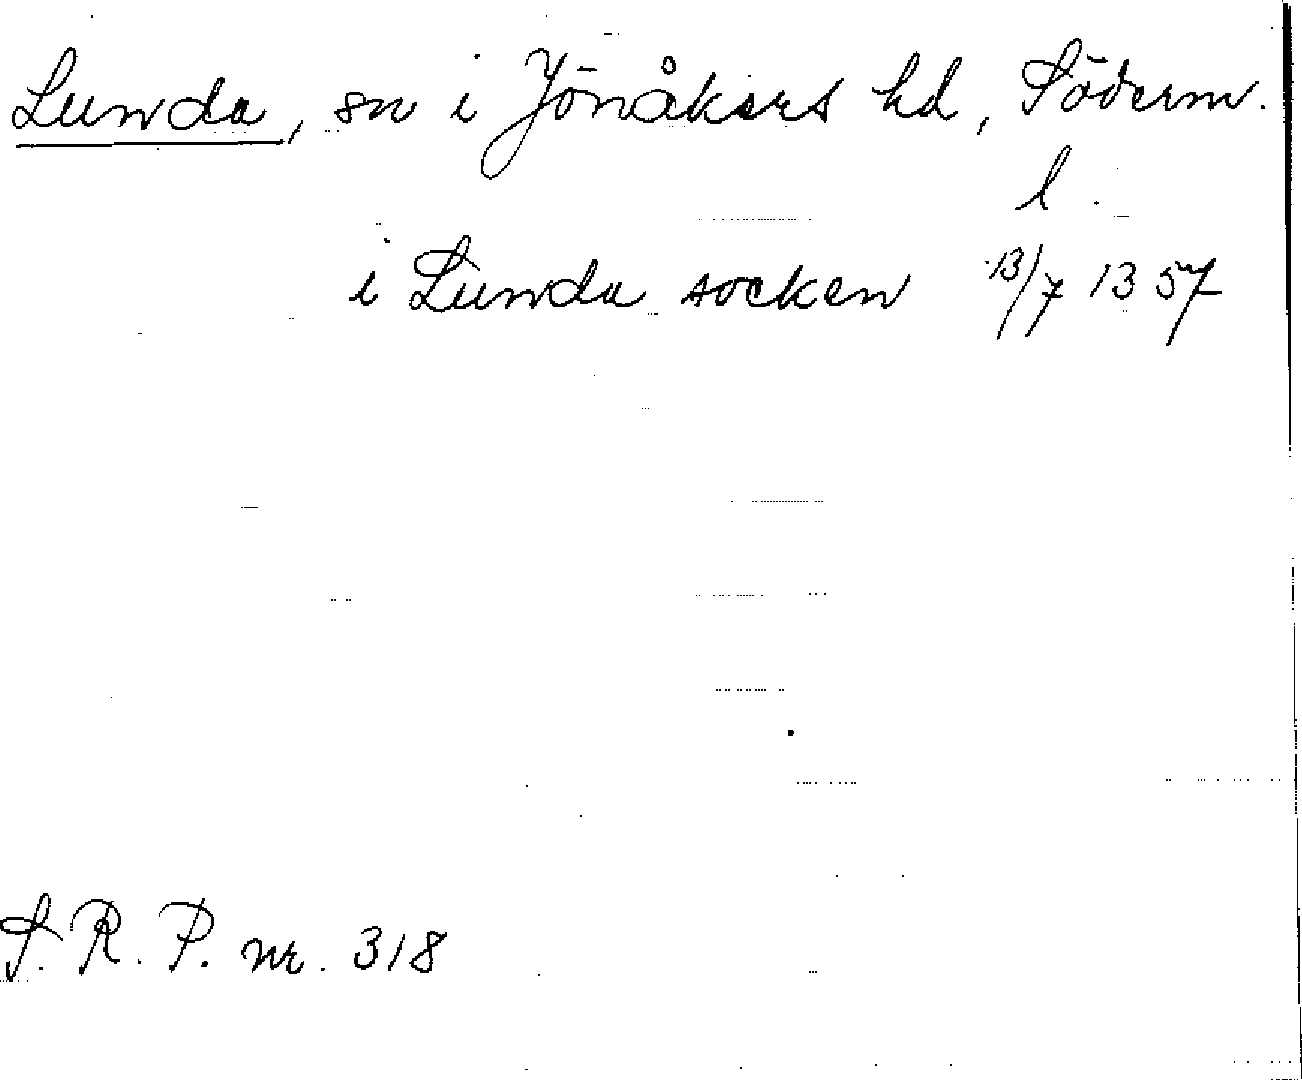 Lunda, sn i Jönåkers hd, Söderm.
l.
i Lunda socken 13/7 1357
S. R. P. nr. 318